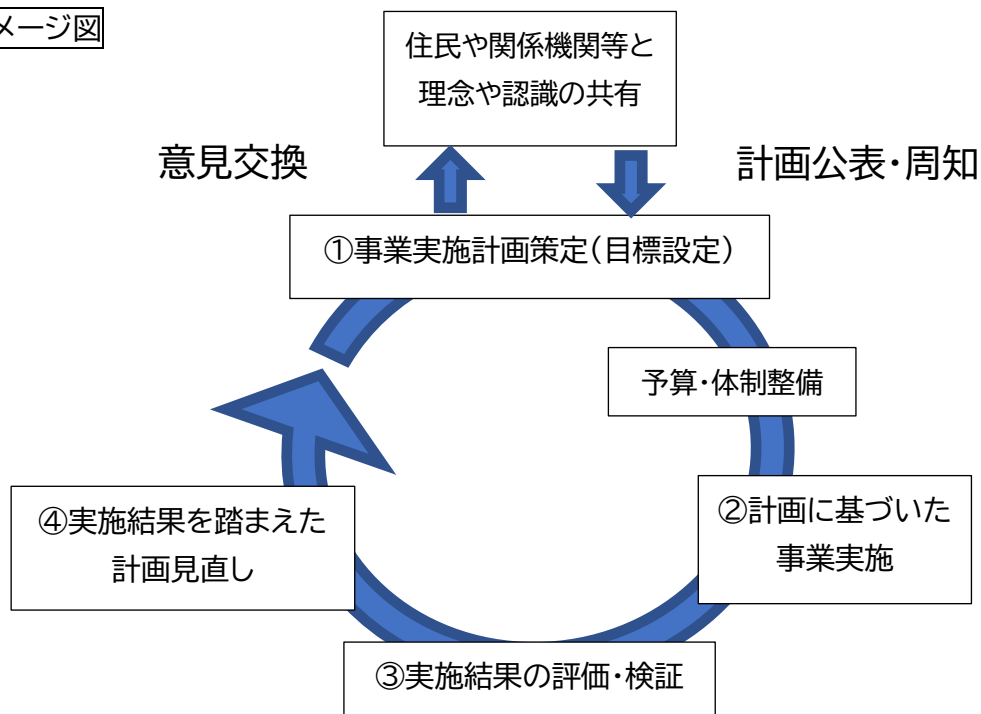 メージ図
住民や関係機関等と
理念や認識の共有
意見交換
計画公表・周知
①事業実施計画策定(目標設定)
予算・体制整備
②計画に基づいた
事業実施
④実施結果を踏まえた
計画見直し
③実施結果の評価・検証